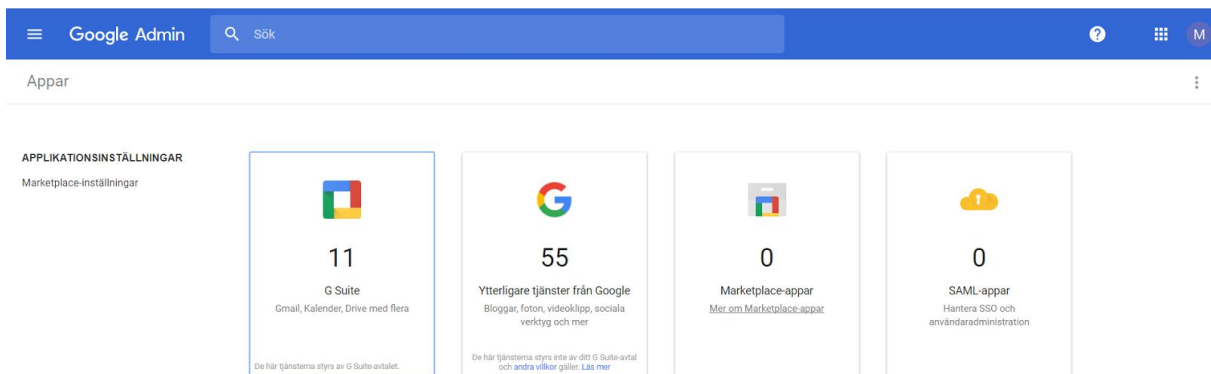 Google Admin
Sök
M
Appar
APPLIKATIONSINSTÄLLNINGAR
Marketplace-inställningar
11
G Suite
Gmail, Kalender, Drive med flera
De här tjänsterna styrs av G Suite-avtalet.
55
Ytterligare tjänster från Google
Bloggar, foton, videoklipp, sociala
verktyg och mer
De här tjänsterna styrs inte av ditt G Suite-avtal
och andra villkor gäller. Läs mer
0
Marketplace-appar
Mer om Marketplace-appar
0
SAML-appar
Hantera SSO och
användaradministration